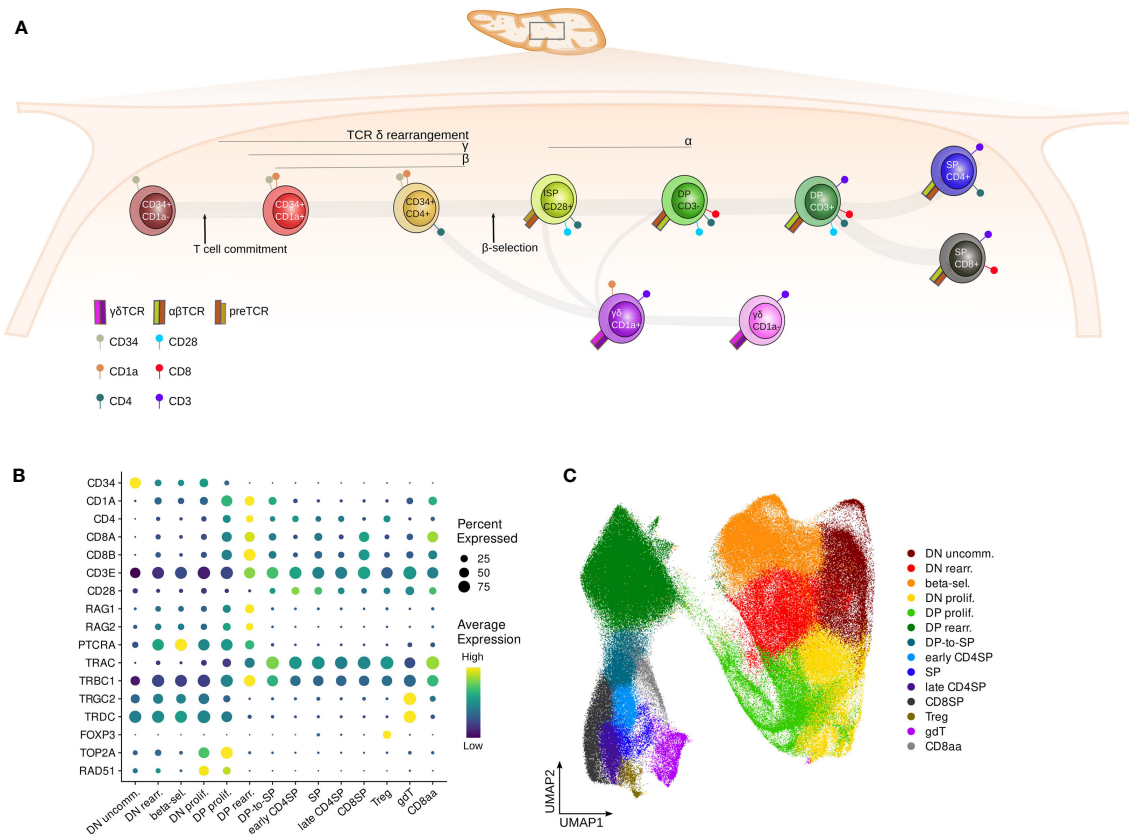 A
TCR δ rearrangement
γ
β
α
CD34+
CD1a-
CD34+
CD1a+
CD34+
CD4+
ISP
CD28+
DP
CD3-
DP
CD3+
SP
CD4+
SP
CD8+
T cell commitment
β-selection
γδ
CD1a+
γδ
CD1a-
γδTCR
αβTCR
preTCR
CD34
CD28
CD1a
CD8
CD4
CD3
B
CD34
CD1A
CD4
CD8A
CD8B
CD3E
CD28
RAG1
RAG2
PTCRA
TRAC
TRBC1
TRGC2
TRDC
FOXP3
TOP2A
RAD51
DN uncomm.
DN rearr.
beta-sel.
DN prolif.
DP prolif.
DP rearr.
DP-to-SP
early CD4SP
SP
late CD4SP
CD8SP
Treg
gdT
CD8aa
Percent
Expressed
25
50
75
Average
Expression
High
Low
C
UMAP2
UMAP1
DN uncomm.
DN rearr.
beta-sel.
DN prolif.
DP prolif.
DP rearr.
DP-to-SP
early CD4SP
SP
late CD4SP
CD8SP
Treg
gdT
CD8aa